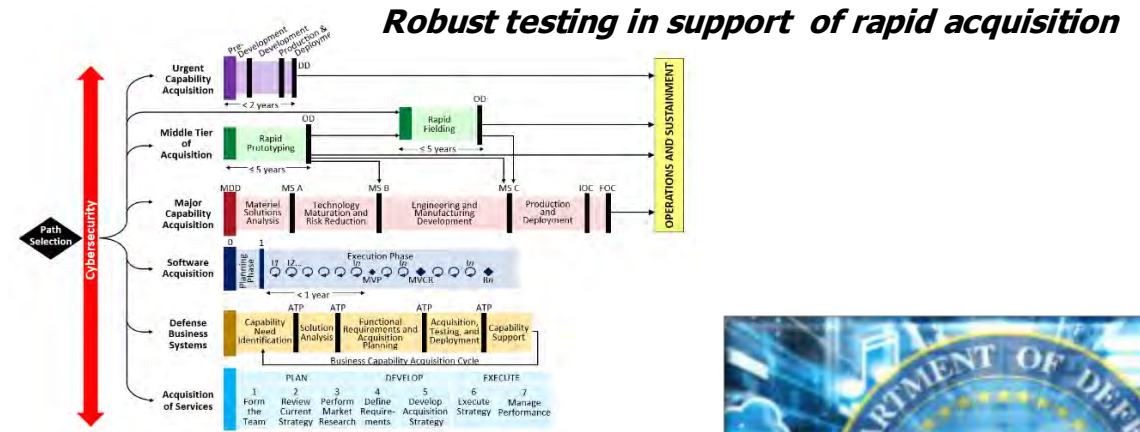 Robust testing in support of rapid acquisition
Path
Selection
Cybersecurity
Urgent
Capability
Acquisition
Pre-
Development
Development
Production &
DD
< 2 years
Middle Tier
of
Acquisition
Rapid
Prototyping
OD
≤ 5 years
Rapid
Fielding
OD
≤ 5 years
Major
Capability
Acquisition
MDD
Materiel
Solutions
Analysis
MS A
Technology
Maturation and
Risk Reduction
MS B
Engineering and
Manufacturing
Development
MS C
Production
and
Deployment
IOC
FOC
Software
Acquisition
0
Planning
Phase
1
Execution Phase
I1
I2...
In
MVP
In
MVCR
In
Rn
< 1 year
Defense
Business
Systems
Capability
Need
Identification
ATP
Solution
Analysis
ATP
Functional
Requirements and
Acquisition
Planning
ATP
Acquisition,
Testing, and
Deployment
ATP
Capability
Support
Business Capability Acquisition Cycle
Acquisition
of Services
PLAN
DEVELOP
EXECUTE
1
Form
the
Team
2
Review
Current
Strategy
3
Perform
Market
Research
4
Define
Require-
ments
5
Develop
Acquisition
Strategy
6
Execute
Strategy
7
Manage
Performance
OPERATIONS AND SUSTAINMENT
OF